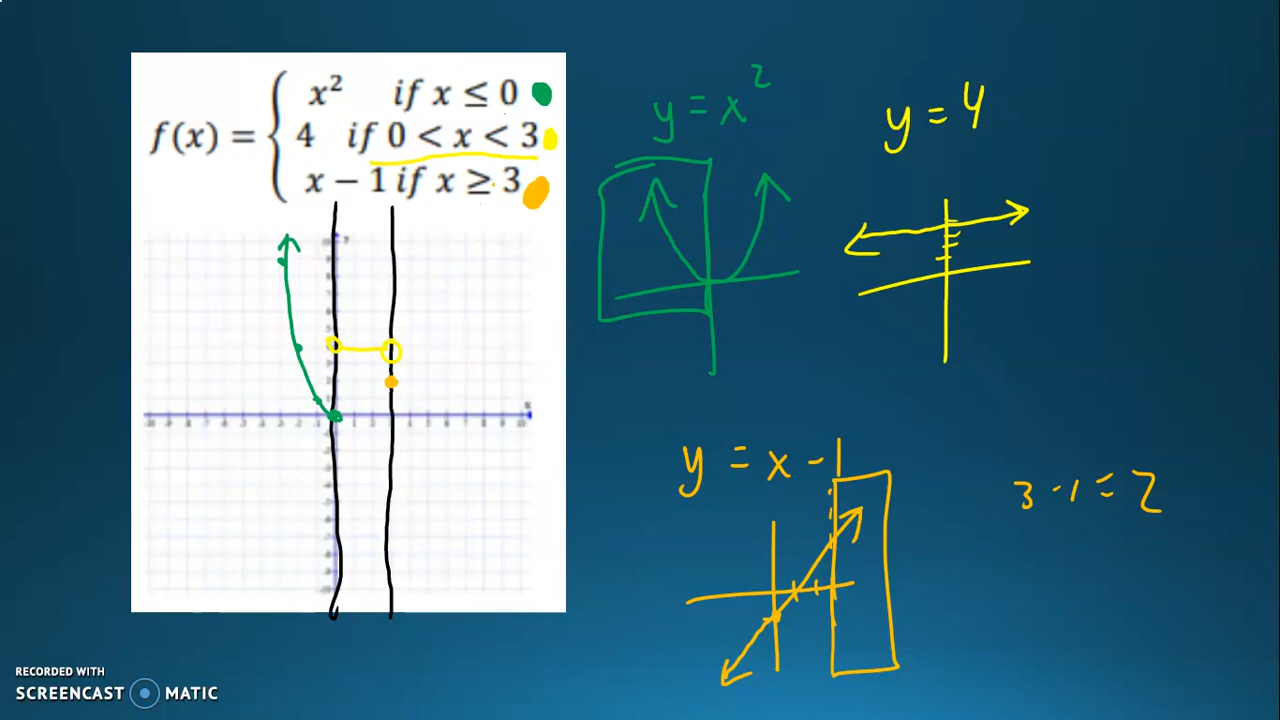 f(x) = { x² if x ≤ 0
4 if 0 < x < 3
x − 1 if x ≥ 3
y = x²
y = 4
y = x - 1
3 - 1 = 2
RECORDED WITH
SCREENCAST MATIC